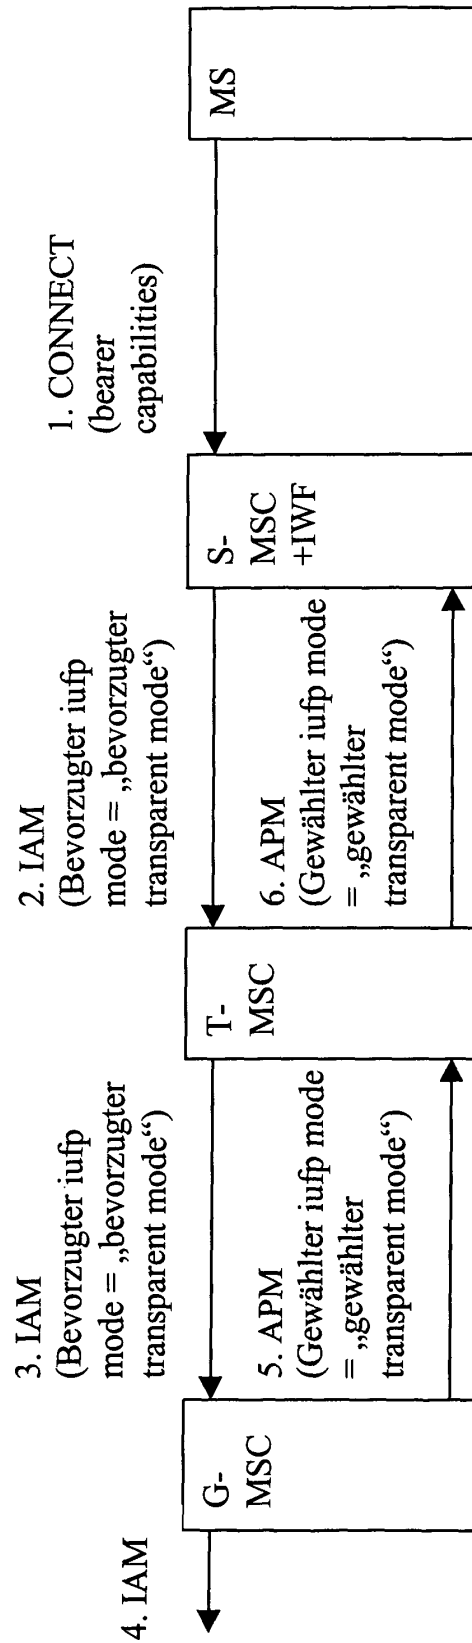 4. IAM
G-
MSC
3. IAM
(Bevorzugter iufp
mode = „bevorzugter
transparent mode“)
5. APM
(Gewählter iufp mode
= „gewählter
transparent mode“)
T-
MSC
2. IAM
(Bevorzugter iufp
mode = „bevorzugter
transparent mode“)
6. APM
(Gewählter iufp mode
= „gewählter
transparent mode“)
S-
MSC
+IWF
1. CONNECT
(bearer
capabilities)
MS